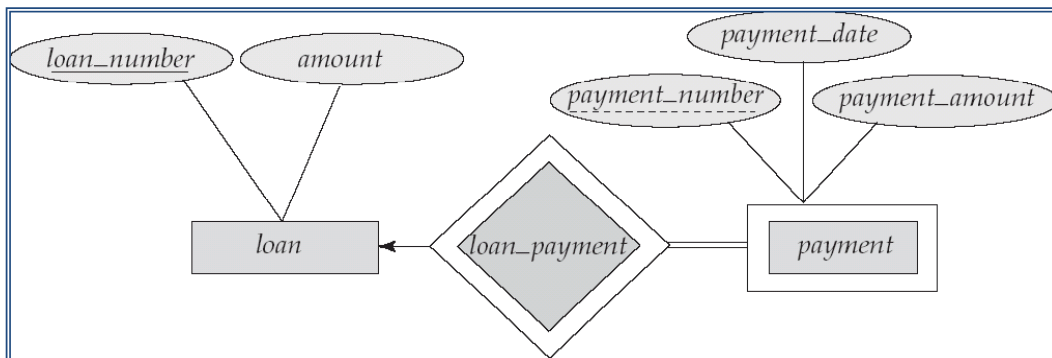 payment_date
loan_number amount
payment_number payment_amount
loan loan_payment payment